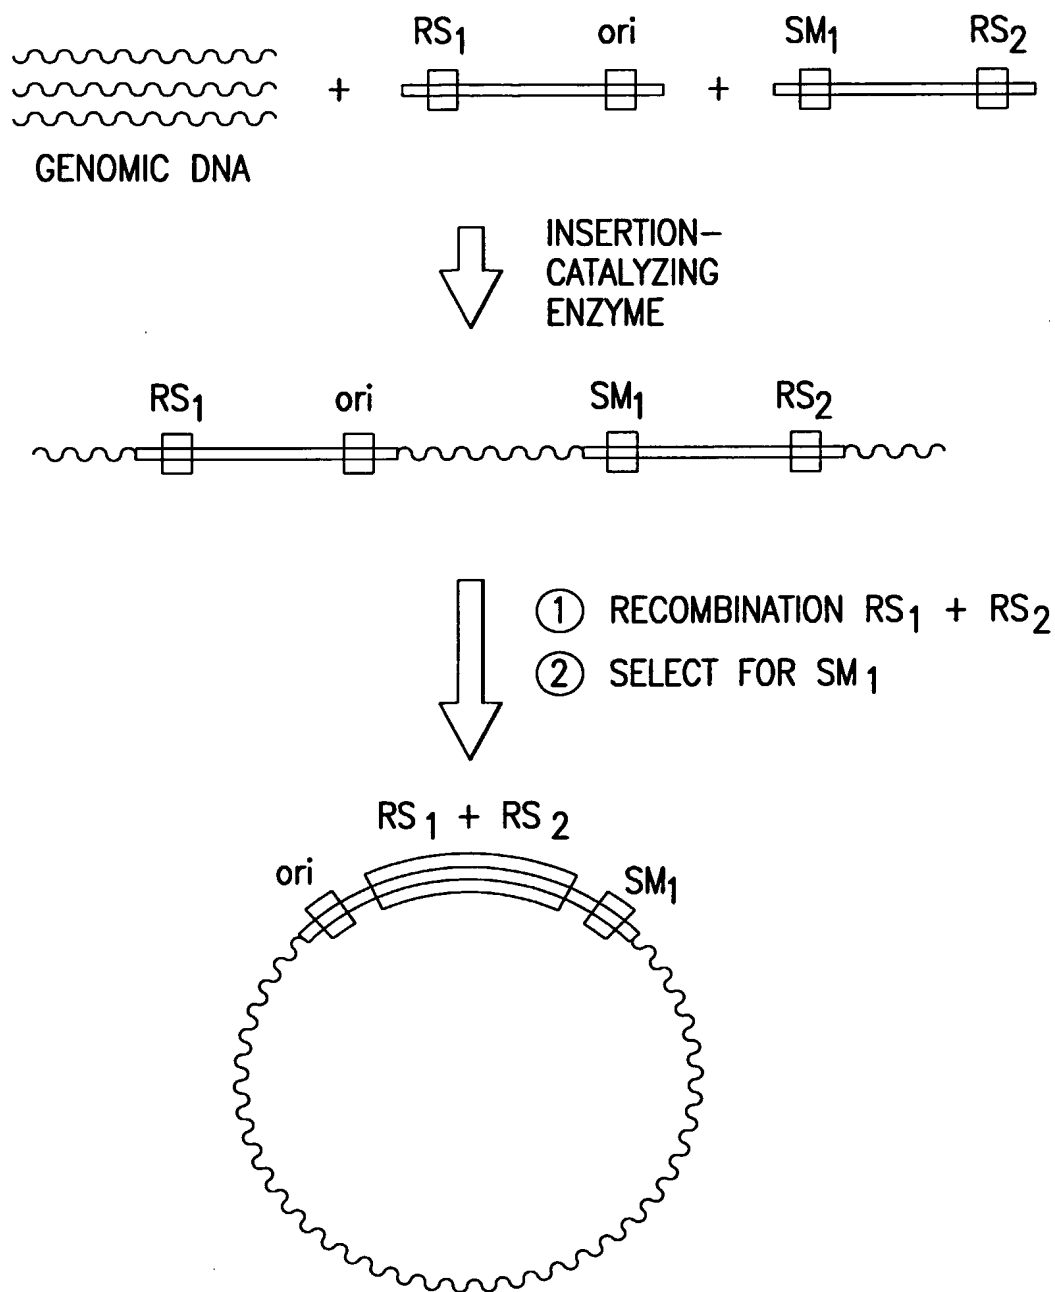 RS1 ori SM1 RS2
+ +
GENOMIC DNA
INSERTION–
CATALYZING
ENZYME
RS1 ori SM1 RS2
① RECOMBINATION RS1 + RS2
② SELECT FOR SM1
RS1 + RS2
ori SM1